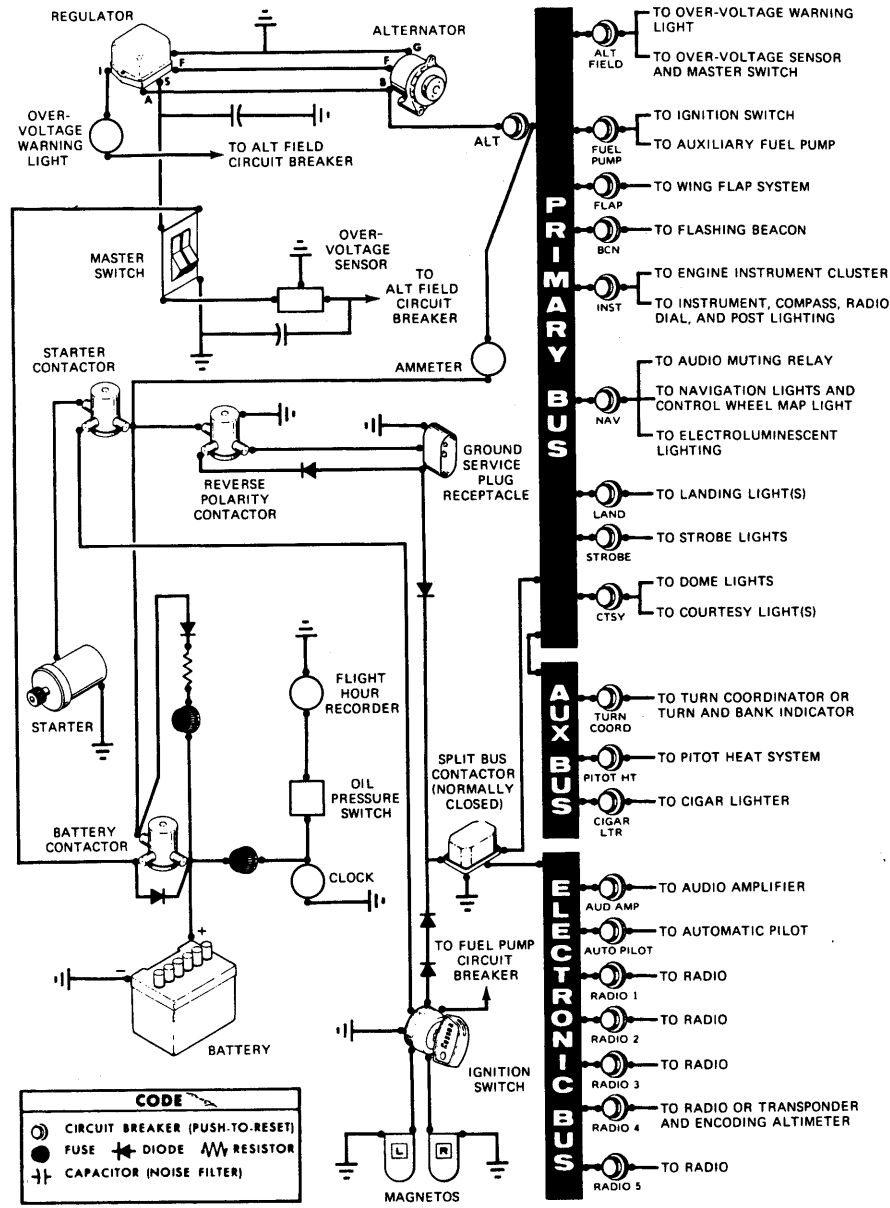 REGULATOR
ALTERNATOR
I
F
S
A
G
F
B
OVER-
VOLTAGE
WARNING
LIGHT
TO ALT FIELD
CIRCUIT BREAKER
ALT
MASTER
SWITCH
OVER-
VOLTAGE
SENSOR
TO
ALT FIELD
CIRCUIT
BREAKER
STARTER
CONTACTOR
AMMETER
REVERSE
POLARITY
CONTACTOR
GROUND
SERVICE
PLUG
RECEPTACLE
STARTER
FLIGHT
HOUR
RECORDER
OIL
PRESSURE
SWITCH
SPLIT BUS
CONTACTOR
(NORMALLY
CLOSED)
BATTERY
CONTACTOR
CLOCK
+
−
BATTERY
TO FUEL PUMP
CIRCUIT
BREAKER
IGNITION
SWITCH
L
R
MAGNETOS
CODE
CIRCUIT BREAKER (PUSH-TO-RESET)
FUSE DIODE RESISTOR
CAPACITOR (NOISE FILTER)
PRIMARY BUS
ALT
FIELD
TO OVER-VOLTAGE WARNING
LIGHT
TO OVER-VOLTAGE SENSOR
AND MASTER SWITCH
FUEL
PUMP
TO IGNITION SWITCH
TO AUXILIARY FUEL PUMP
FLAP
TO WING FLAP SYSTEM
BCN
TO FLASHING BEACON
INST
TO ENGINE INSTRUMENT CLUSTER
TO INSTRUMENT, COMPASS, RADIO
DIAL, AND POST LIGHTING
NAV
TO AUDIO MUTING RELAY
TO NAVIGATION LIGHTS AND
CONTROL WHEEL MAP LIGHT
TO ELECTROLUMINESCENT
LIGHTING
LAND
TO LANDING LIGHT(S)
STROBE
TO STROBE LIGHTS
CTSY
TO DOME LIGHTS
TO COURTESY LIGHT(S)
AUX BUS
TURN
COORD
TO TURN COORDINATOR OR
TURN AND BANK INDICATOR
PITOT HT
TO PITOT HEAT SYSTEM
CIGAR
LTR
TO CIGAR LIGHTER
ELECTRONIC BUS
AUD AMP
TO AUDIO AMPLIFIER
AUTO PILOT
TO AUTOMATIC PILOT
RADIO 1
TO RADIO
RADIO 2
TO RADIO
RADIO 3
TO RADIO
RADIO 4
TO RADIO OR TRANSPONDER
AND ENCODING ALTIMETER
RADIO 5
TO RADIO